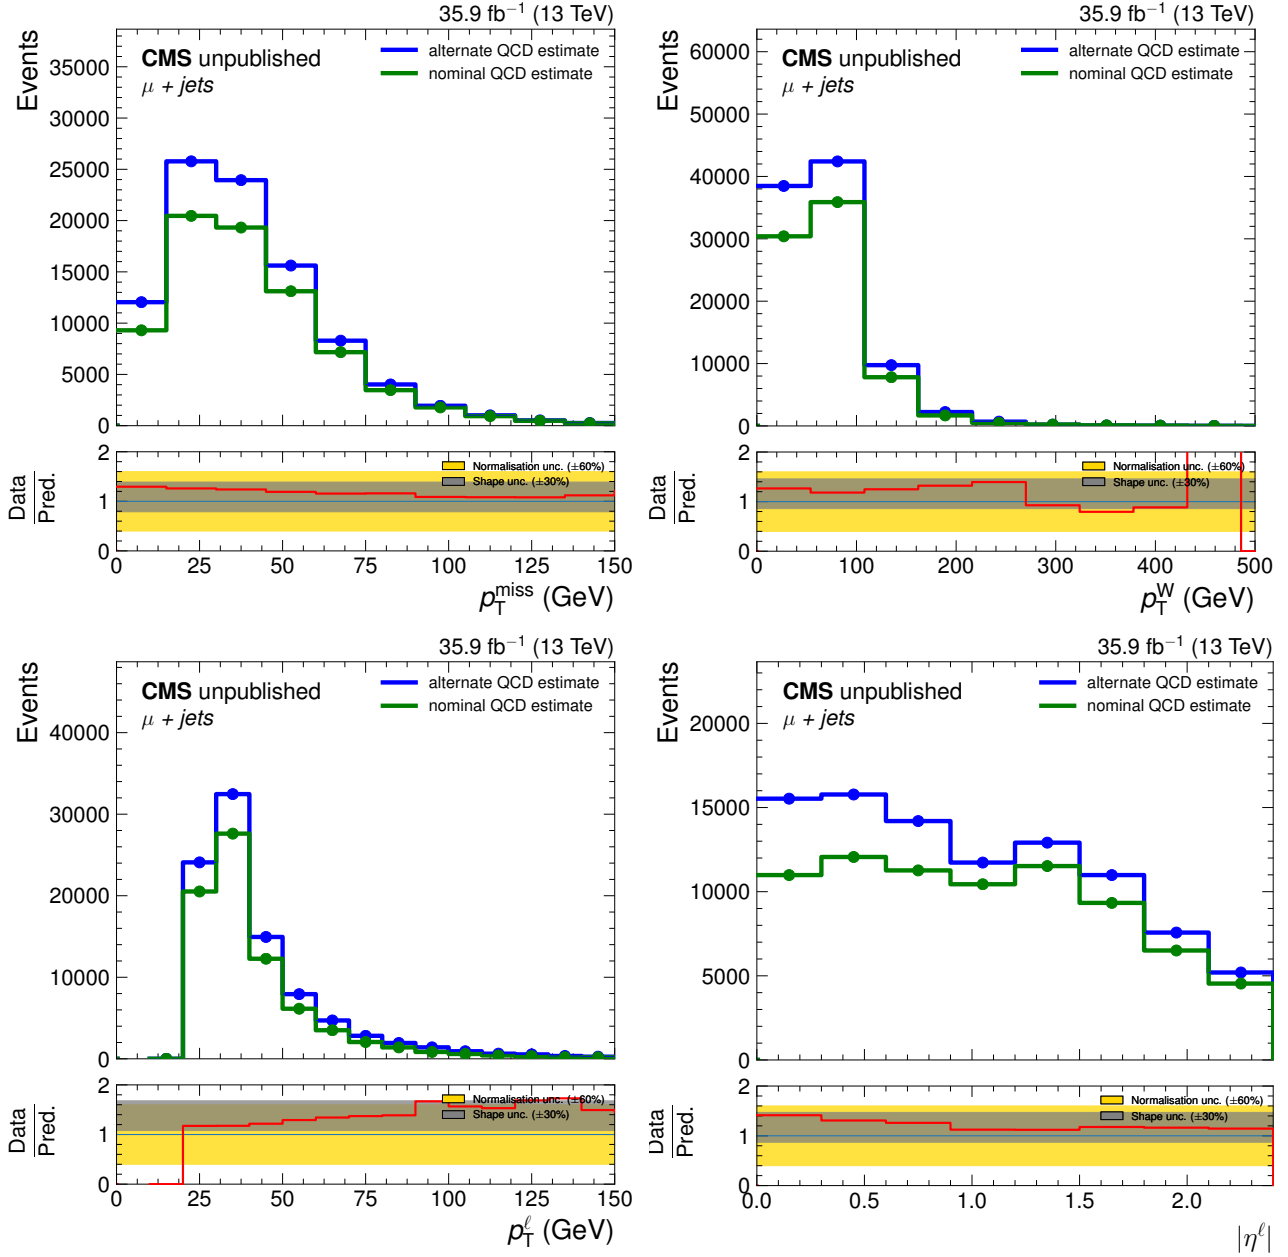 35.9 fb⁻¹ (13 TeV)
Events
CMS unpublished
μ + jets
alternate QCD estimate
nominal QCD estimate
35000
30000
25000
20000
15000
10000
5000
0
Data
Pred.
2
1
0
Normalisation unc. (±60%)
Shape unc. (±30%)
0 25 50 75 100 125 150
p_T^miss (GeV)
35.9 fb⁻¹ (13 TeV)
Events
CMS unpublished
μ + jets
alternate QCD estimate
nominal QCD estimate
60000
50000
40000
30000
20000
10000
0
Data
Pred.
2
1
0
Normalisation unc. (±60%)
Shape unc. (±30%)
0 100 200 300 400 500
p_T^W (GeV)
35.9 fb⁻¹ (13 TeV)
Events
CMS unpublished
μ + jets
alternate QCD estimate
nominal QCD estimate
40000
30000
20000
10000
0
Data
Pred.
2
1
0
Normalisation unc. (±60%)
Shape unc. (±30%)
0 25 50 75 100 125 150
p_T^ℓ (GeV)
35.9 fb⁻¹ (13 TeV)
Events
CMS unpublished
μ + jets
alternate QCD estimate
nominal QCD estimate
20000
15000
10000
5000
0
Data
Pred.
2
1
0
Normalisation unc. (±60%)
Shape unc. (±30%)
0.0 0.5 1.0 1.5 2.0
|η^ℓ|